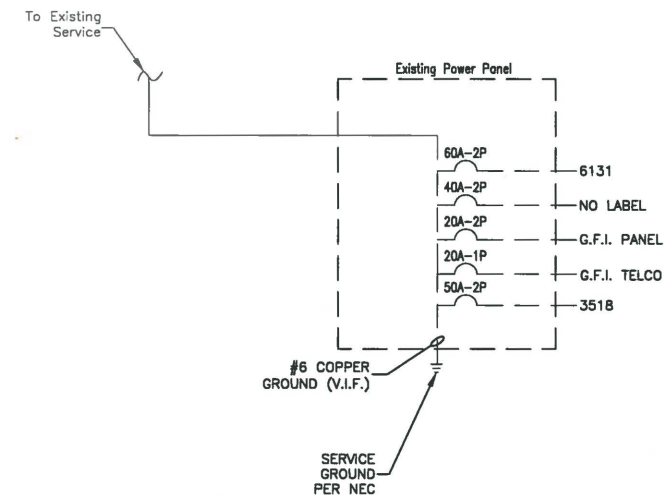 To Existing
Service
Existing Power Panel
60A-2P
6131
40A-2P
NO LABEL
20A-2P
G.F.I. PANEL
20A-1P
G.F.I. TELCO
50A-2P
3518
#6 COPPER
GROUND (V.I.F.)
SERVICE
GROUND
PER NEC